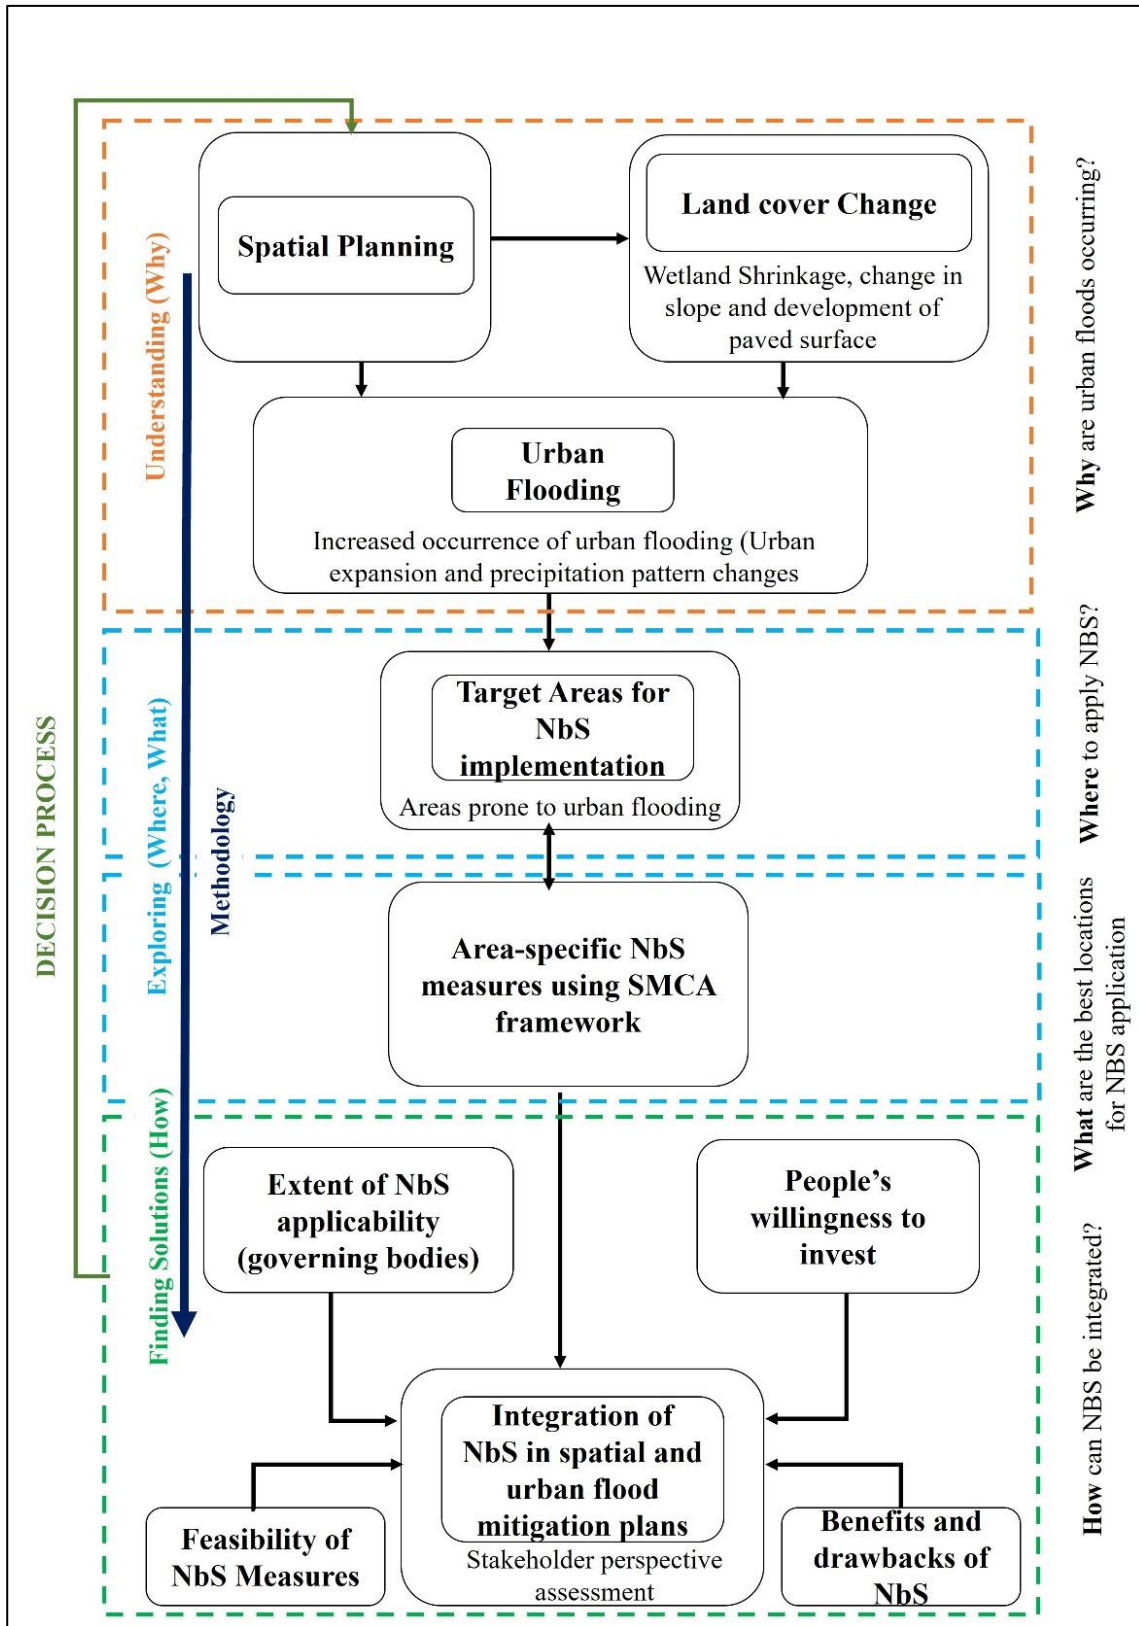 Spatial Planning
Land cover Change
Wetland Shrinkage, change in
slope and development of
paved surface
Urban
Flooding
Increased occurrence of urban flooding (Urban
expansion and precipitation pattern changes
Target Areas for
NbS
implementation
Areas prone to urban flooding
Area-specific NbS
measures using SMCA
framework
Extent of NbS
applicability
(governing bodies)
People’s
willingness to
invest
Integration of
NbS in spatial and
urban flood
mitigation plans
Stakeholder perspective
assessment
Feasibility of
NbS Measures
Benefits and
drawbacks of
NbS
DECISION PROCESS
Understanding (Why)
Exploring (Where, What)
Finding Solutions (How)
Methodology
Why are urban floods occurring?
Where to apply NBS?
What are the best locations
for NBS application
How can NBS be integrated?